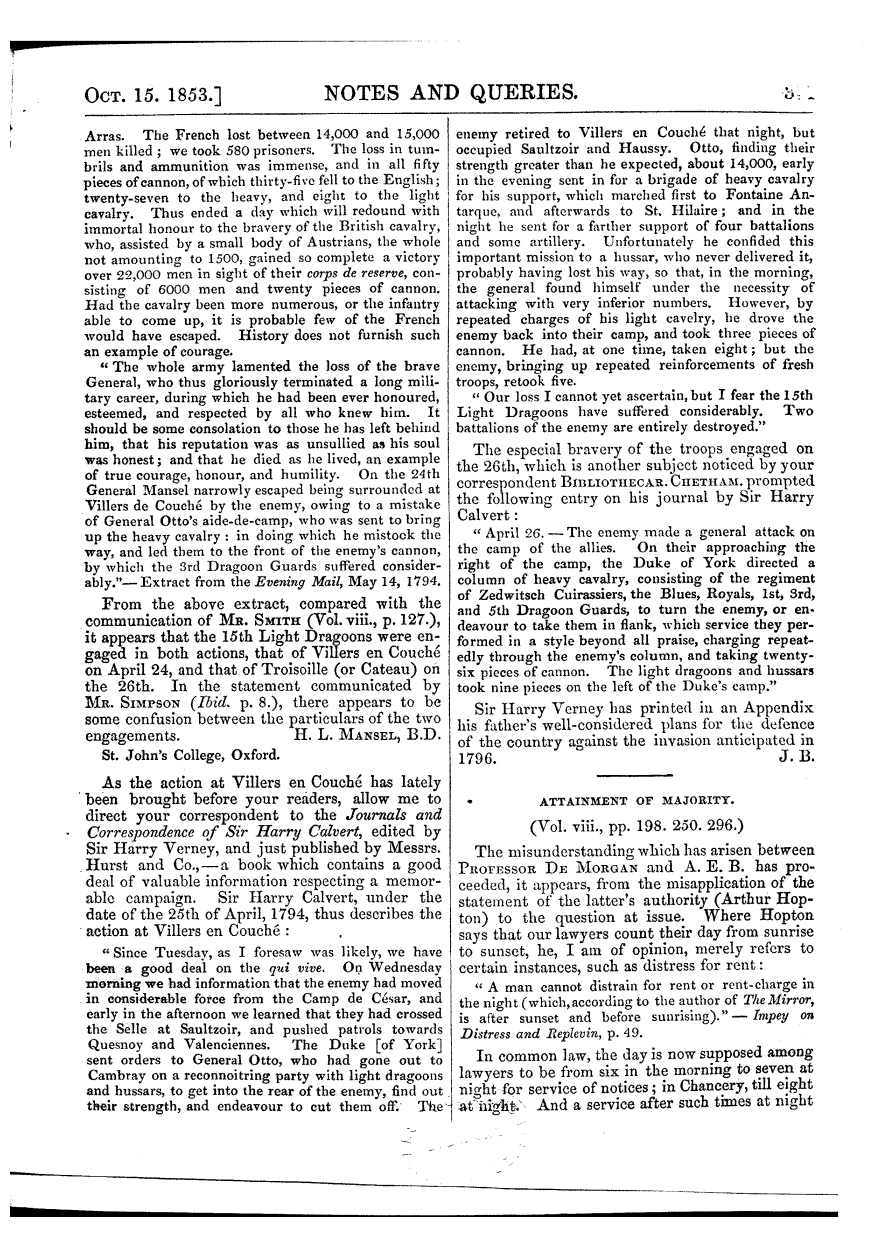 OCT. 15. 1853.] NOTES AND QUERIES.
Arras. The French lost between 14,000 and 15,000
men killed; we took 580 prisoners. The loss in tum-
brils and ammunition was immense, and in all fifty
pieces of cannon, of which thirty-five fell to the English;
twenty-seven to the heavy, and eight to the light
cavalry. Thus ended a day which will redound with
immortal honour to the bravery of the British cavalry,
who, assisted by a small body of Austrians, the whole
not amounting to 1500, gained so complete a victory
over 22,000 men in sight of their corps de reserve, con-
sisting of 6000 men and twenty pieces of cannon.
Had the cavalry been more numerous, or the infantry
able to come up, it is probable few of the French
would have escaped. History does not furnish such
an example of courage.
"The whole army lamented the loss of the brave
General, who thus gloriously terminated a long mili-
tary career, during which he had been ever honoured,
esteemed, and respected by all who knew him. It
should be some consolation to those he has left behind
him, that his reputation was as unsullied as his soul
was honest; and that he died as he lived, an example
of true courage, honour, and humility. On the 24th
General Mansel narrowly escaped being surrounded at
Villers de Couché by the enemy, owing to a mistake
of General Otto's aide-de-camp, who was sent to bring
up the heavy cavalry: in doing which he mistook the
way, and led them to the front of the enemy's cannon,
by which the 3rd Dragoon Guards suffered consider-
ably."— Extract from the Evening Mail, May 14, 1794.
From the above extract, compared with the
communication of MR. SMITH (Vol. viii., p. 127.),
it appears that the 15th Light Dragoons were en-
gaged in both actions, that of Villers en Couché
on April 24, and that of Troisoille (or Cateau) on
the 26th. In the statement communicated by
MR. SIMPSON (Ibid. p. 8.), there appears to be
some confusion between the particulars of the two
engagements. H. L. MANSEL, B.D.
St. John's College, Oxford.
As the action at Villers en Couché has lately
been brought before your readers, allow me to
direct your correspondent to the Journals and
Correspondence of Sir Harry Calvert, edited by
Sir Harry Verney, and just published by Messrs.
Hurst and Co.,—a book which contains a good
deal of valuable information respecting a memor-
able campaign. Sir Harry Calvert, under the
date of the 25th of April, 1794, thus describes the
action at Villers en Couché:
"Since Tuesday, as I foresaw was likely, we have
been a good deal on the qui vive. On Wednesday
morning we had information that the enemy had moved
in considerable force from the Camp de César, and
early in the afternoon we learned that they had crossed
the Selle at Saultzoir, and pushed patrols towards
Quesnoy and Valenciennes. The Duke [of York]
sent orders to General Otto, who had gone out to
Cambray on a reconnoitring party with light dragoons
and hussars, to get into the rear of the enemy, find out
their strength, and endeavour to cut them off. The
enemy retired to Villers en Couché that night, but
occupied Saultzoir and Haussy. Otto, finding their
strength greater than he expected, about 14,000, early
in the evening sent in for a brigade of heavy cavalry
for his support, which marched first to Fontaine An-
tarque, and afterwards to St. Hilaire; and in the
night he sent for a farther support of four battalions
and some artillery. Unfortunately he confided this
important mission to a hussar, who never delivered it,
probably having lost his way, so that, in the morning,
the general found himself under the necessity of
attacking with very inferior numbers. However, by
repeated charges of his light cavelry, he drove the
enemy back into their camp, and took three pieces of
cannon. He had, at one time, taken eight; but the
enemy, bringing up repeated reinforcements of fresh
troops, retook five.
"Our loss I cannot yet ascertain, but I fear the 15th
Light Dragoons have suffered considerably. Two
battalions of the enemy are entirely destroyed."
The especial bravery of the troops engaged on
the 26th, which is another subject noticed by your
correspondent BIBLIOTHECAR. CHETHAM. prompted
the following entry on his journal by Sir Harry
Calvert:
"April 26. — The enemy made a general attack on
the camp of the allies. On their approaching the
right of the camp, the Duke of York directed a
column of heavy cavalry, consisting of the regiment
of Zedwitsch Cuirassiers, the Blues, Royals, 1st, 3rd,
and 5th Dragoon Guards, to turn the enemy, or en-
deavour to take them in flank, which service they per-
formed in a style beyond all praise, charging repeat-
edly through the enemy's column, and taking twenty-
six pieces of cannon. The light dragoons and hussars
took nine pieces on the left of the Duke's camp."
Sir Harry Verney has printed in an Appendix
his father's well-considered plans for the defence
of the country against the invasion anticipated in
1796. J. B.
ATTAINMENT OF MAJORITY.
(Vol. viii., pp. 198. 250. 296.)
The misunderstanding which has arisen between
PROFESSOR DE MORGAN and A. E. B. has pro-
ceeded, it appears, from the misapplication of the
statement of the latter's authority (Arthur Hop-
ton) to the question at issue. Where Hopton
says that our lawyers count their day from sunrise
to sunset, he, I am of opinion, merely refers to
certain instances, such as distress for rent:
"A man cannot distrain for rent or rent-charge in
the night (which, according to the author of The Mirror,
is after sunset and before sunrising)." — Impey on
Distress and Replevin, p. 49.
In common law, the day is now supposed among
lawyers to be from six in the morning to seven at
night for service of notices; in Chancery, till eight
at night. And a service after such times at night